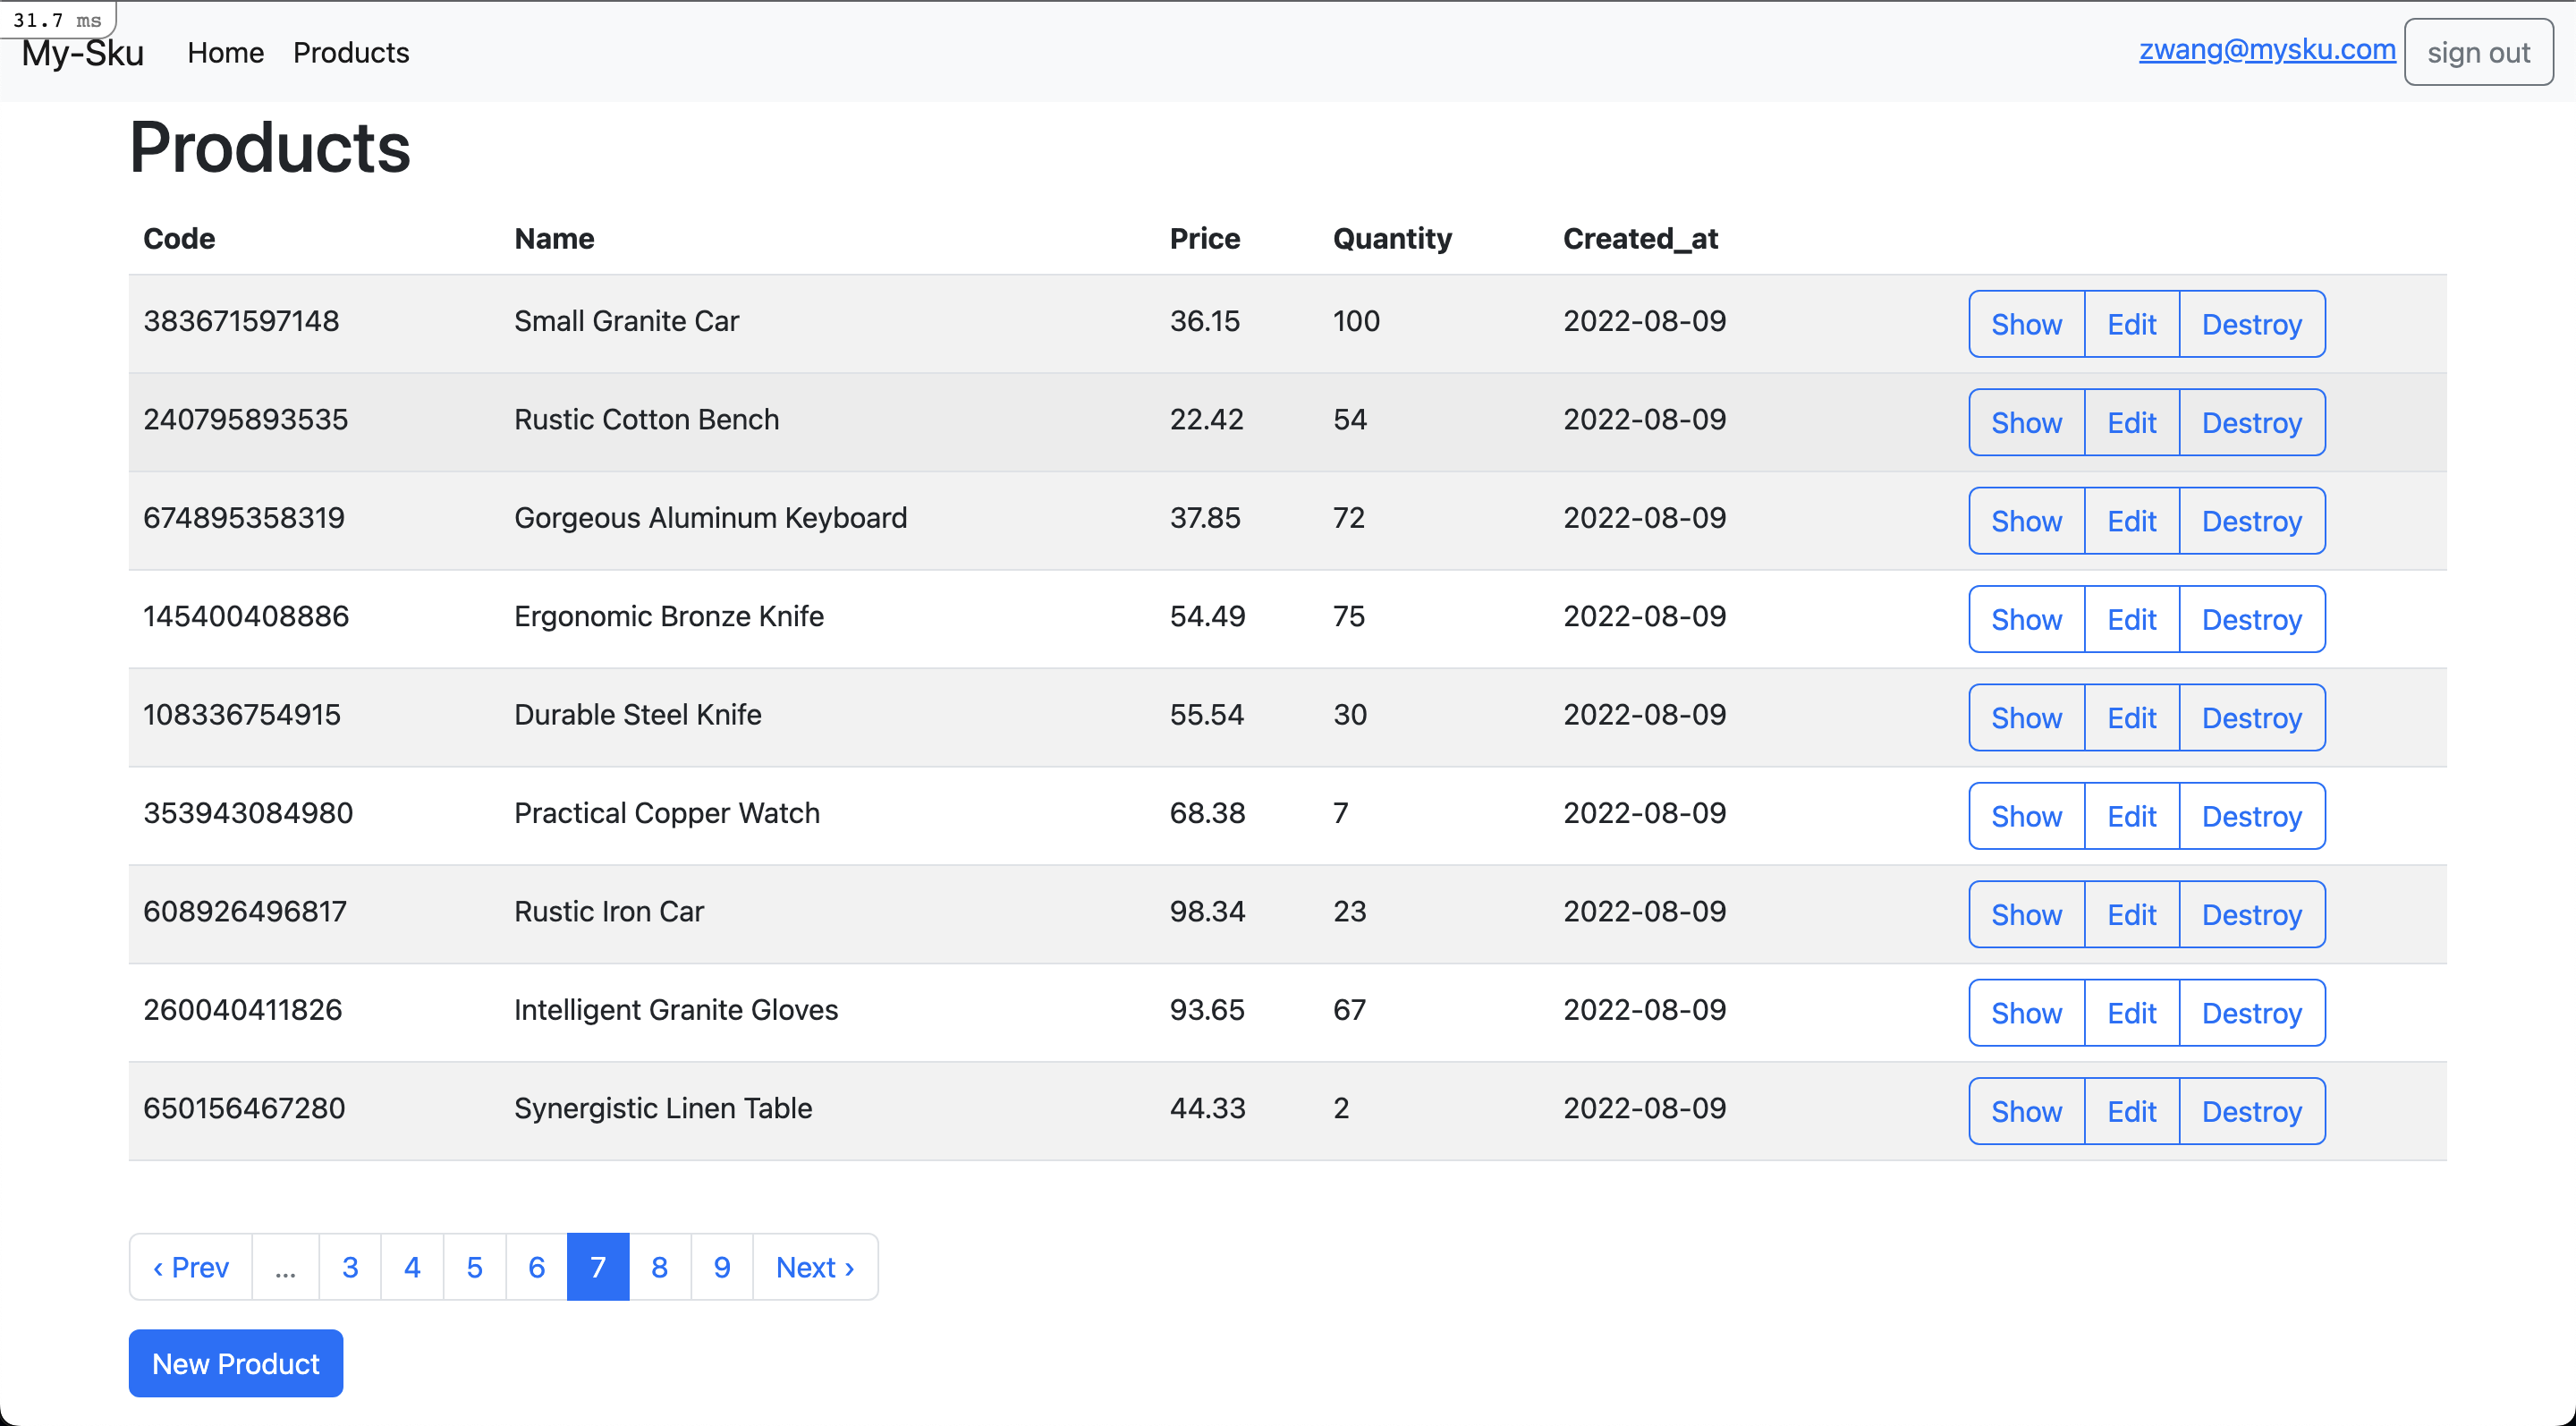 31.7 ms
My-Sku Home Products zwang@mysku.com sign out
Products
Code Name Price Quantity Created_at
383671597148 Small Granite Car 36.15 100 2022-08-09 Show Edit Destroy
240795893535 Rustic Cotton Bench 22.42 54 2022-08-09 Show Edit Destroy
674895358319 Gorgeous Aluminum Keyboard 37.85 72 2022-08-09 Show Edit Destroy
145400408886 Ergonomic Bronze Knife 54.49 75 2022-08-09 Show Edit Destroy
108336754915 Durable Steel Knife 55.54 30 2022-08-09 Show Edit Destroy
353943084980 Practical Copper Watch 68.38 7 2022-08-09 Show Edit Destroy
608926496817 Rustic Iron Car 98.34 23 2022-08-09 Show Edit Destroy
260040411826 Intelligent Granite Gloves 93.65 67 2022-08-09 Show Edit Destroy
650156467280 Synergistic Linen Table 44.33 2 2022-08-09 Show Edit Destroy
‹ Prev ... 3 4 5 6 7 8 9 Next ›
New Product